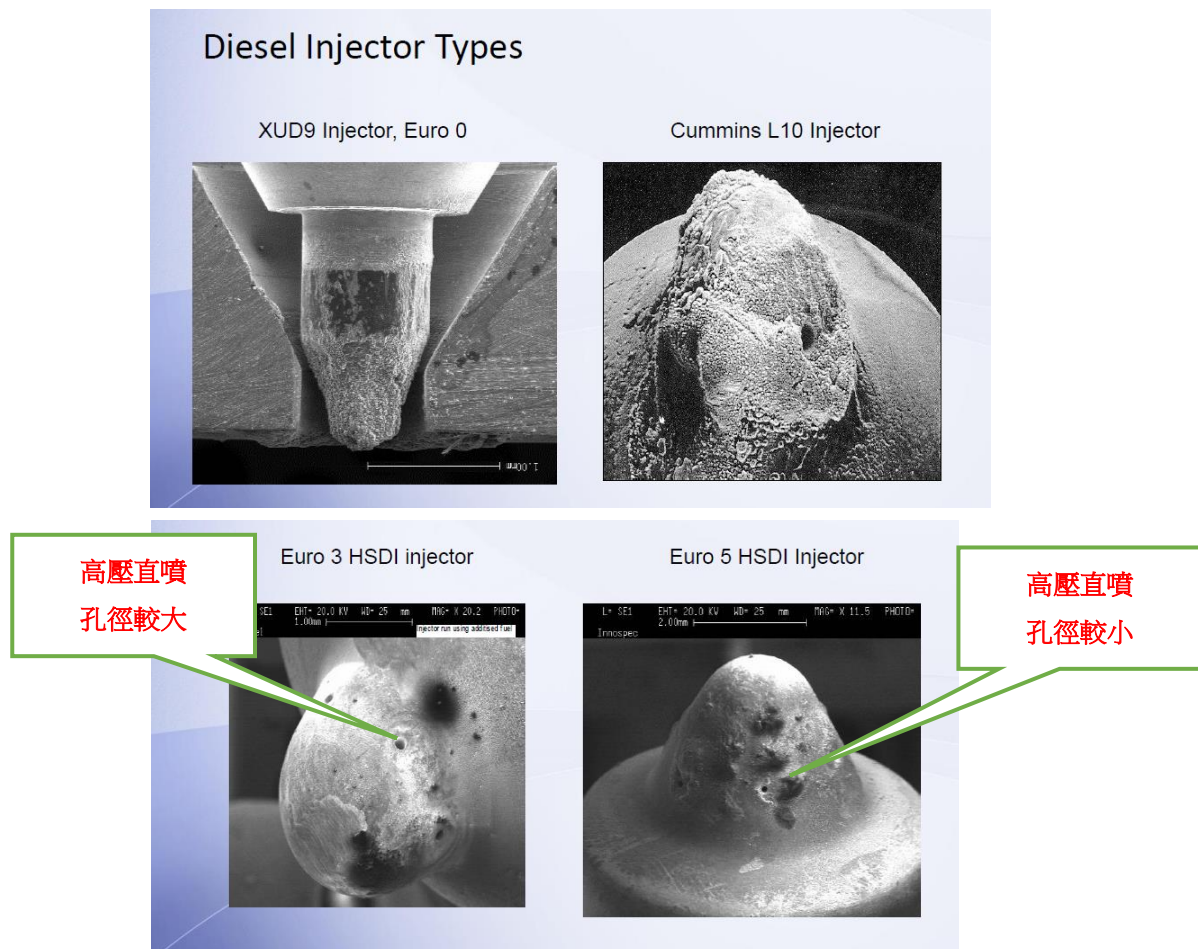 Diesel Injector Types
XUD9 Injector, Euro 0
Cummins L10 Injector
1.00mm
Euro 3 HSDI injector
Euro 5 HSDI Injector
高壓直噴
孔徑較大
高壓直噴
孔徑較小
SE1 EHT= 20.0 KV WD= 25 mm MAG= X 20.2 PHOTO=
1.00mm
injector run using additised fuel
L= SE1 EHT= 20.0 KV WD= 25 mm MAG= X 11.5 PHOTO=
2.00mm
Innospec